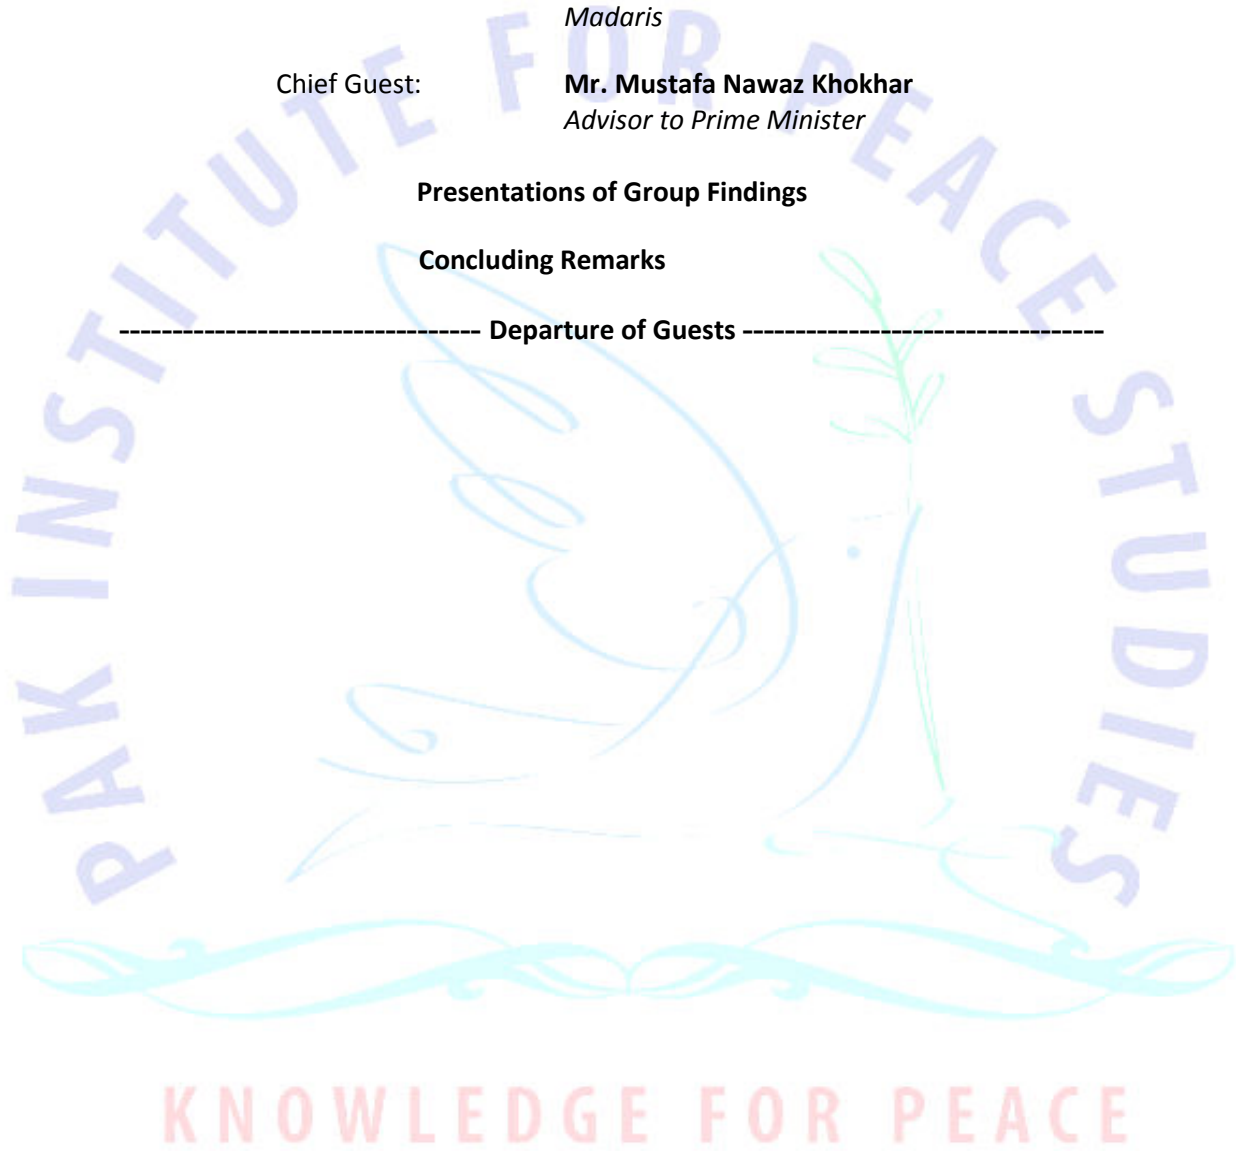 Madaris
Chief Guest: Mr. Mustafa Nawaz Khokhar
Advisor to Prime Minister
Presentations of Group Findings
Concluding Remarks
---------------------------------- Departure of Guests ----------------------------------
PAK INSTITUTE FOR PEACE STUDIES
KNOWLEDGE FOR PEACE